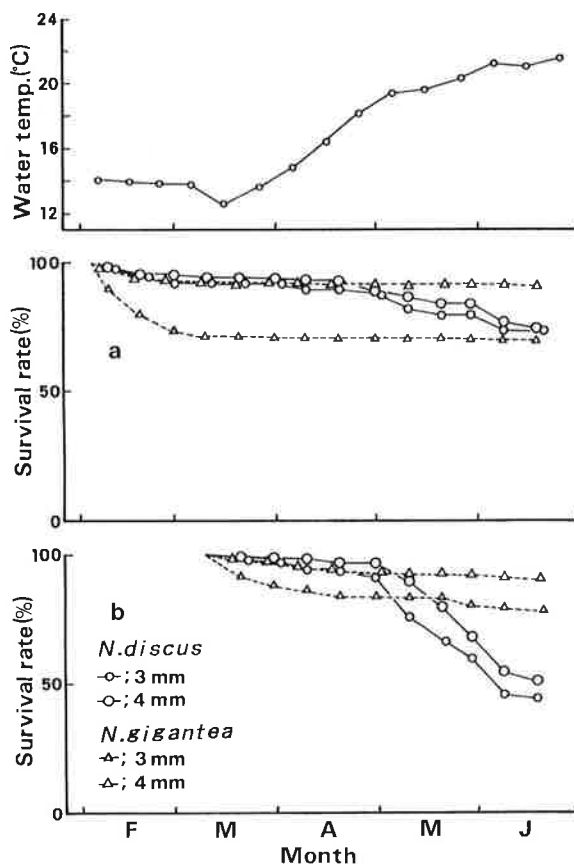 24
20
16
12
Water temp.(°C)
100
50
0
Survival rate(%)
a
100
50
0
Survival rate(%)
b
N.discus
; 3 mm
; 4 mm
N.gigantea
; 3 mm
; 4 mm
F M A M J
Month